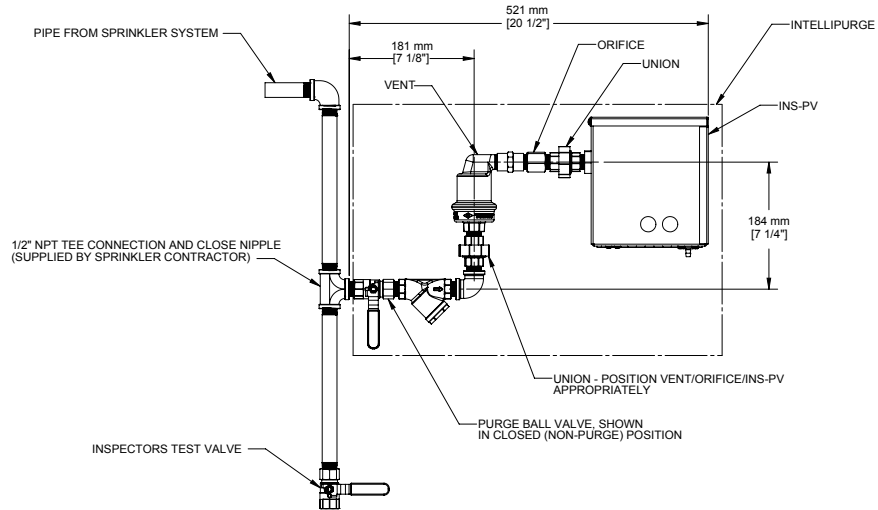 521 mm
[20 1/2"]
INTELLIPURGE
PIPE FROM SPRINKLER SYSTEM
181 mm
[7 1/8"]
ORIFICE
UNION
VENT
INS-PV
184 mm
[7 1/4"]
1/2" NPT TEE CONNECTION AND CLOSE NIPPLE
(SUPPLIED BY SPRINKLER CONTRACTOR)
UNION - POSITION VENT/ORIFICE/INS-PV
APPROPRIATELY
PURGE BALL VALVE, SHOWN
IN CLOSED (NON-PURGE) POSITION
INSPECTORS TEST VALVE